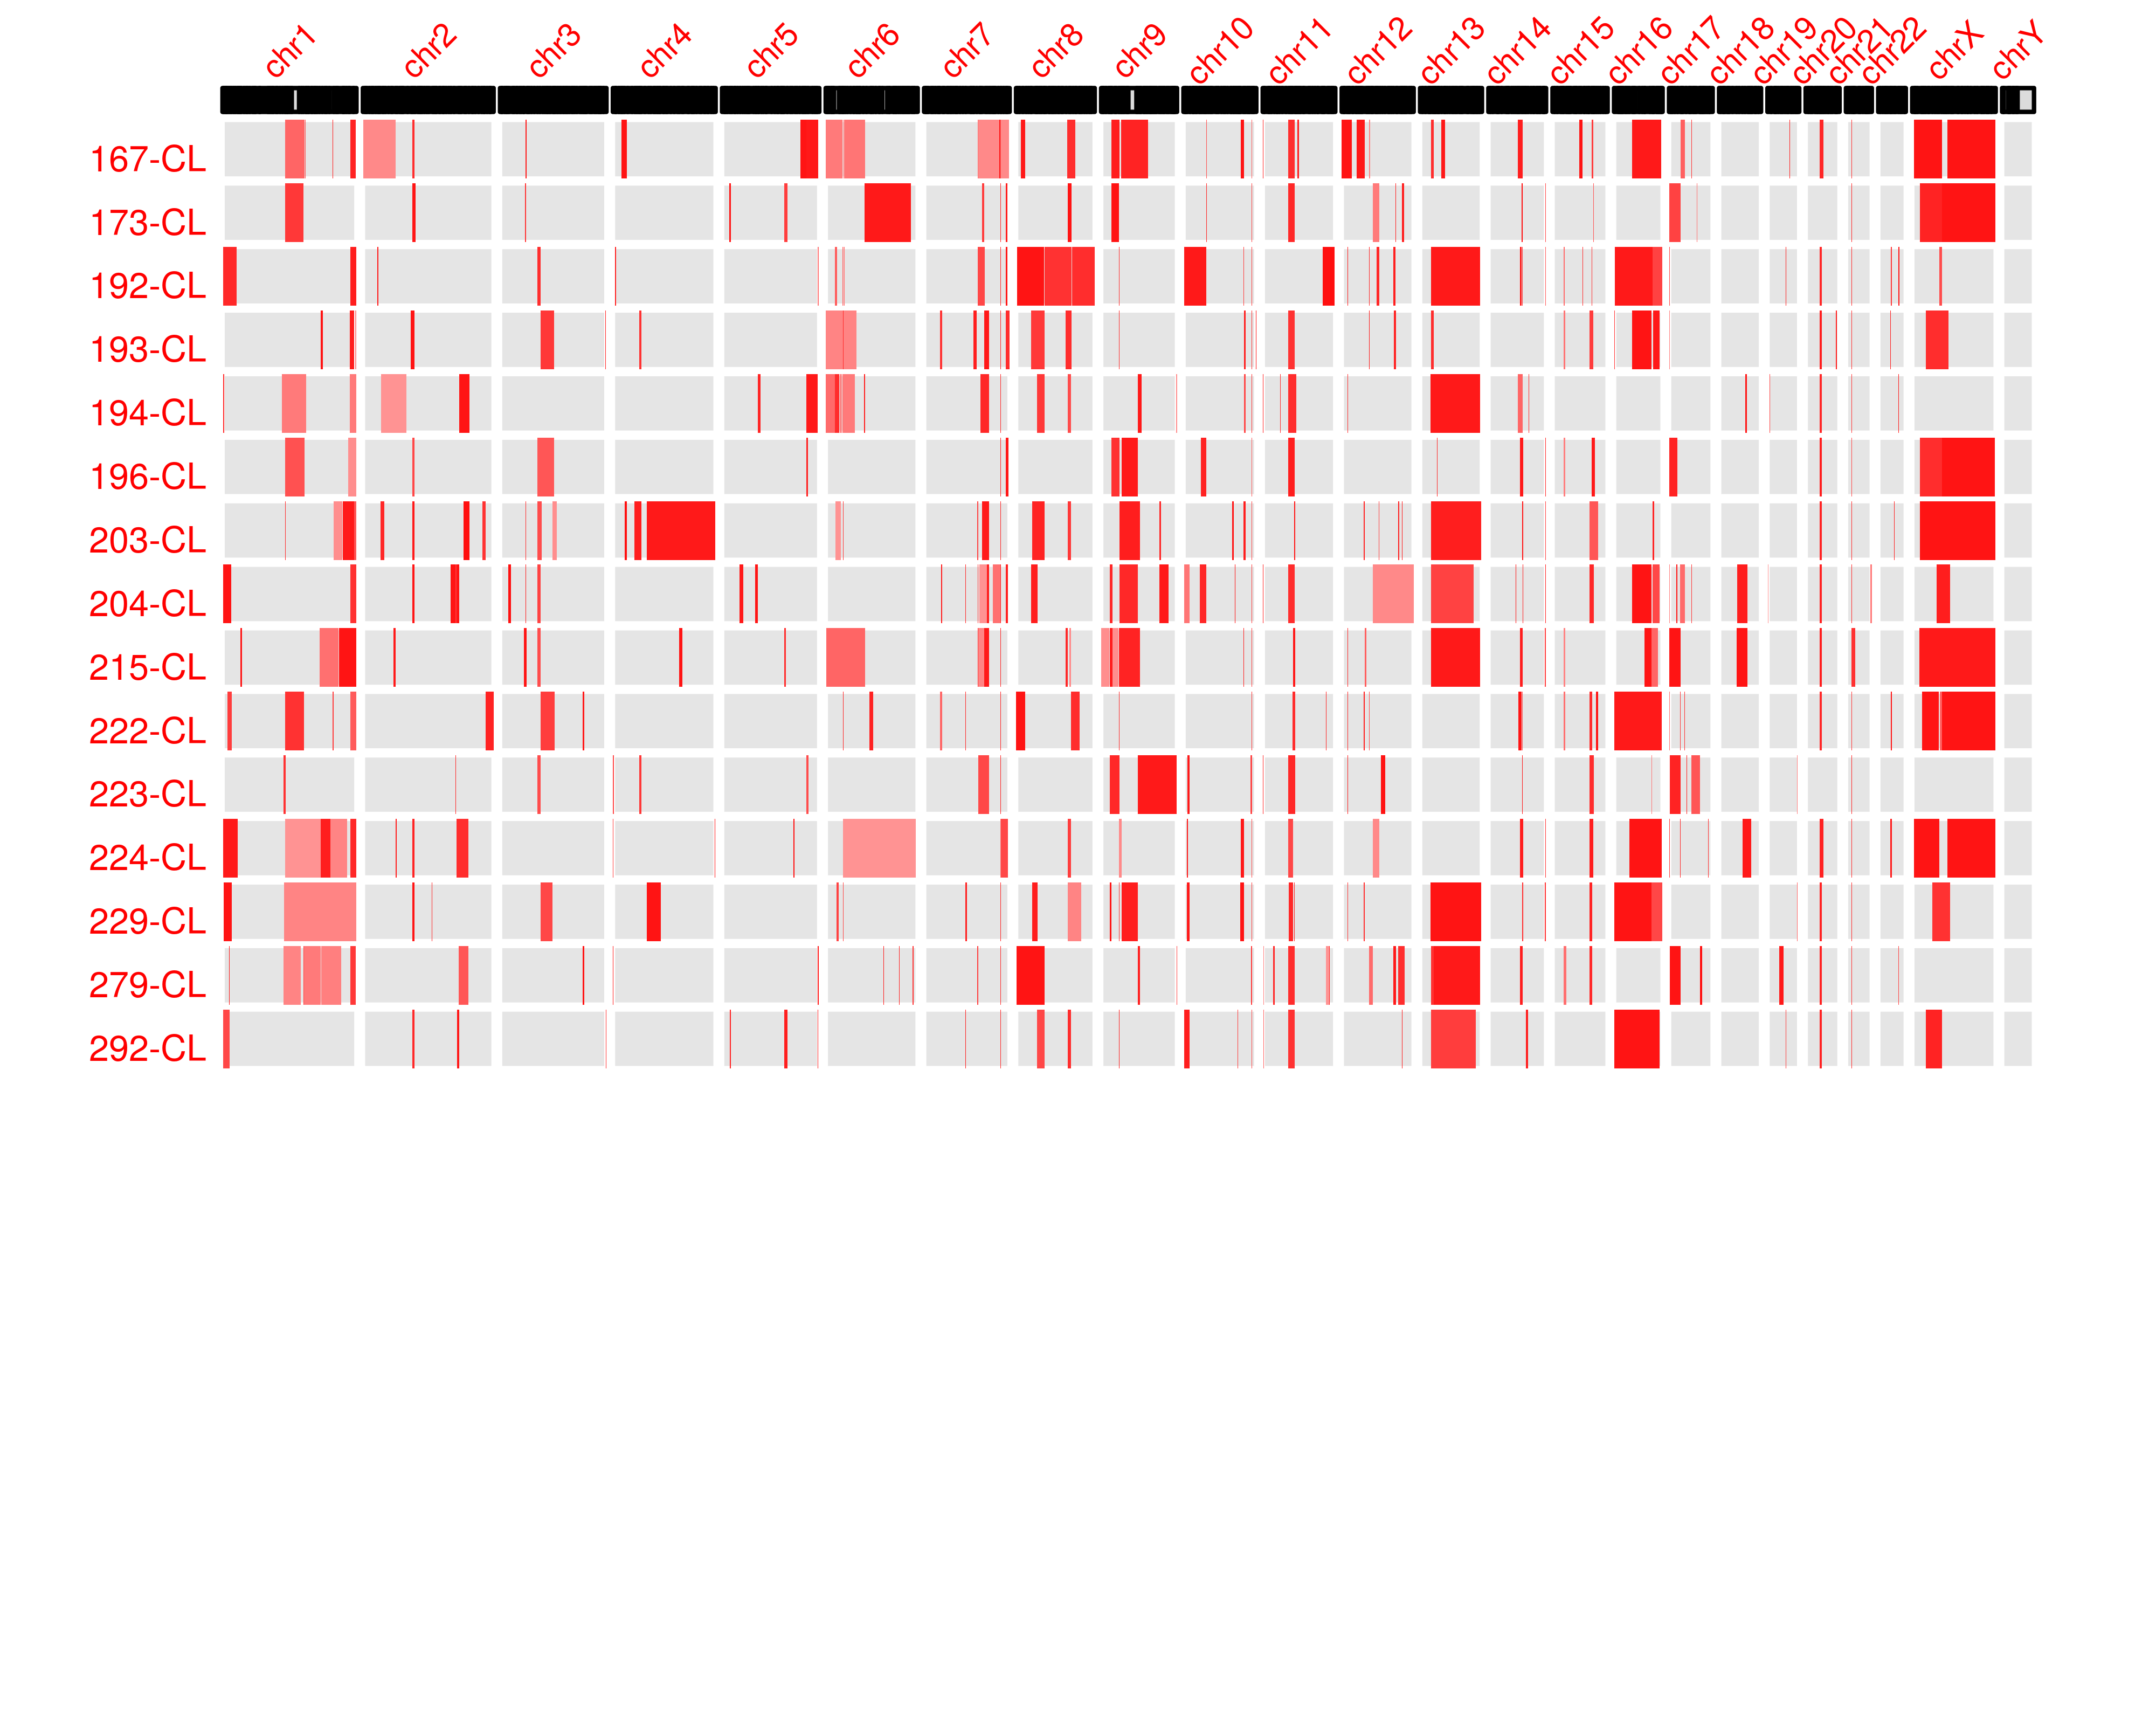 chr1 chr2 chr3 chr4 chr5 chr6 chr7 chr8 chr9 chr10 chr11 chr12 chr13 chr14 chr15 chr16 chr17 chr18 chr19 chr20 chr21 chr22 chrX chrY
167-CL
173-CL
192-CL
193-CL
194-CL
196-CL
203-CL
204-CL
215-CL
222-CL
223-CL
224-CL
229-CL
279-CL
292-CL